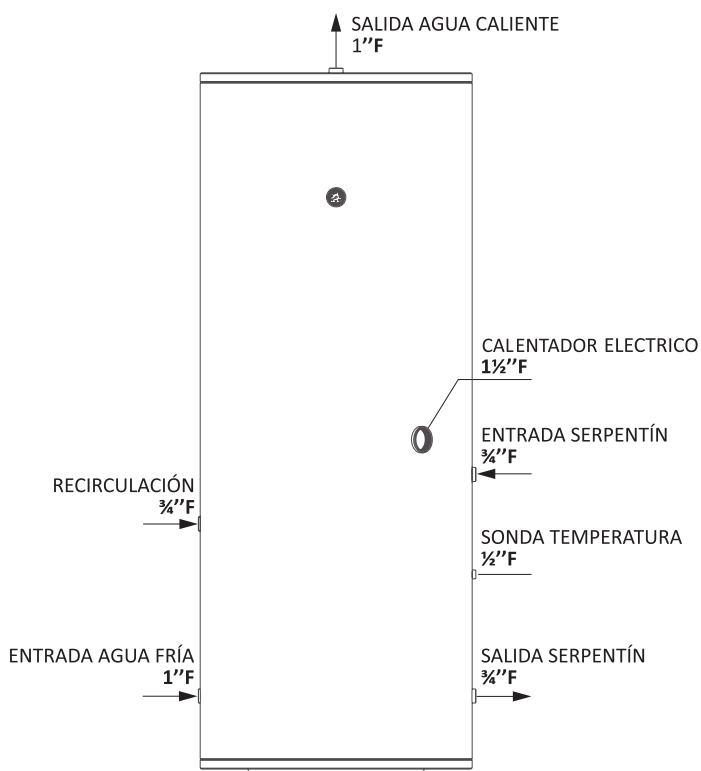 SALIDA AGUA CALIENTE
1’’F
CALENTADOR ELECTRICO
1½’’F
ENTRADA SERPENTÍN
¾’’F
RECIRCULACIÓN
¾’’F
SONDA TEMPERATURA
½’’F
ENTRADA AGUA FRÍA
1’’F
SALIDA SERPENTÍN
¾’’F